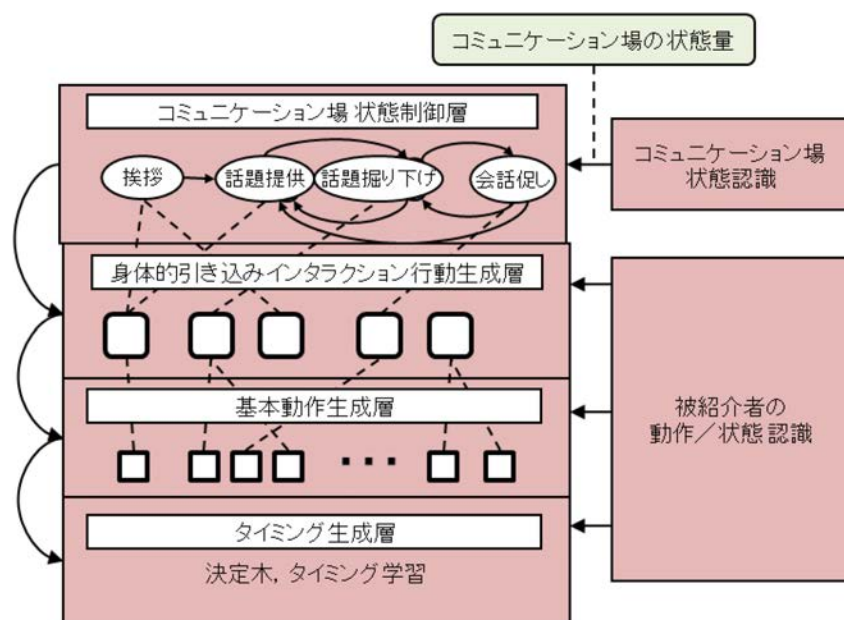 コミュニケーション場の状態量
コミュニケーション場 状態制御層
挨拶
話題提供
話題掘り下げ
会話促し
コミュニケーション場
状態認識
身体的引き込みインタラクション行動生成層
基本動作生成層
被紹介者の
動作／状態認識
タイミング生成層
決定木, タイミング学習